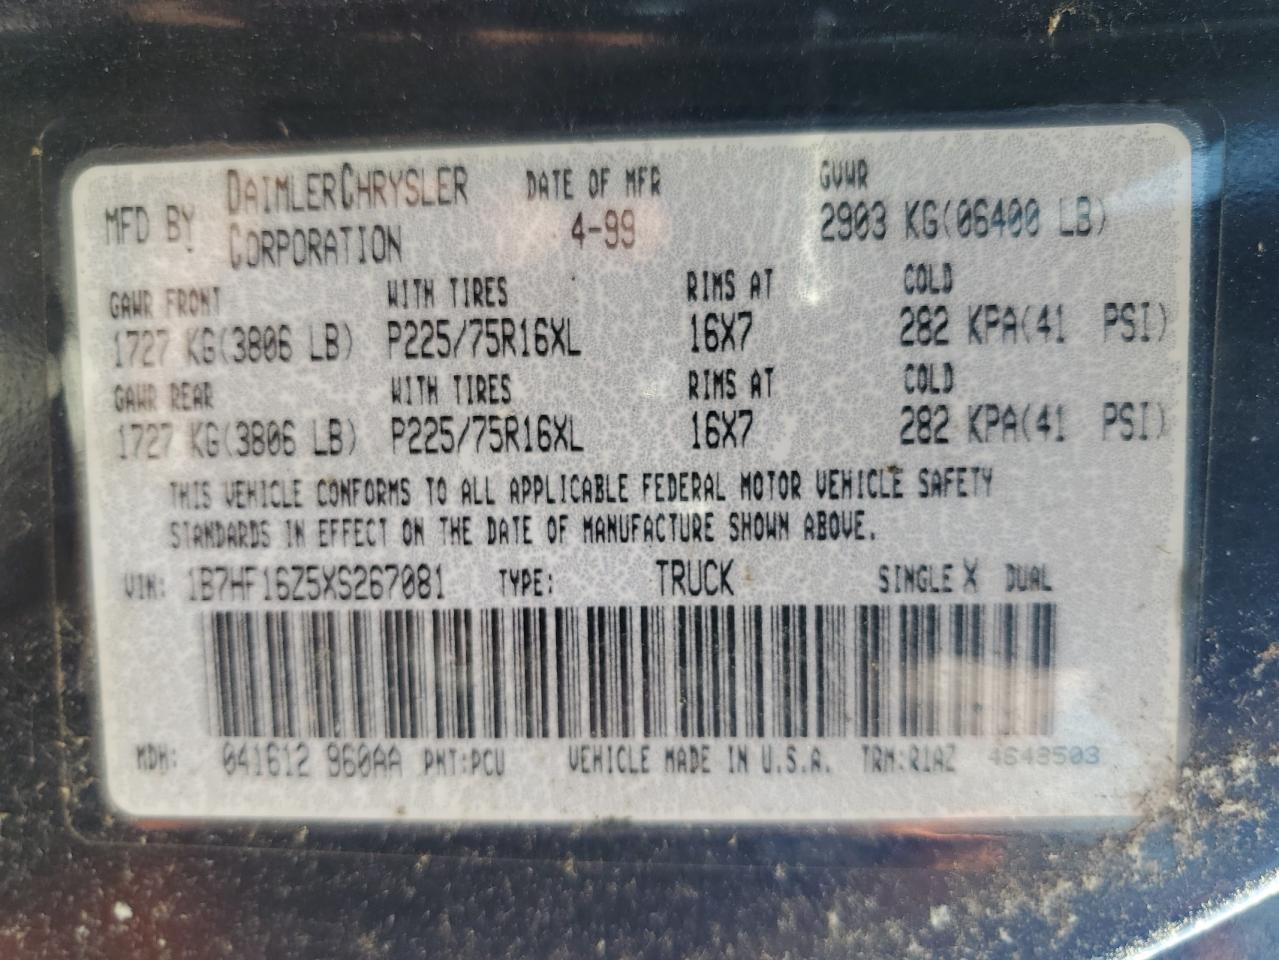 MFD BY DAIMLERCHRYSLER CORPORATION DATE OF MFR 4-99 GVWR 2903 KG(06400 LB)
GAWR FRONT WITH TIRES RIMS AT COLD
1727 KG(3806 LB) P225/75R16XL 16X7 282 KPA(41 PSI)
GAWR REAR WITH TIRES RIMS AT COLD
1727 KG(3806 LB) P225/75R16XL 16X7 282 KPA(41 PSI)
THIS VEHICLE CONFORMS TO ALL APPLICABLE FEDERAL MOTOR VEHICLE SAFETY
STANDARDS IN EFFECT ON THE DATE OF MANUFACTURE SHOWN ABOVE.
VIN: 1B7HF16Z5XS267081 TYPE: TRUCK SINGLE X DUAL
MDH: 041612 960AA PNT:PCU VEHICLE MADE IN U.S.A. TRM:R1AZ 4648503